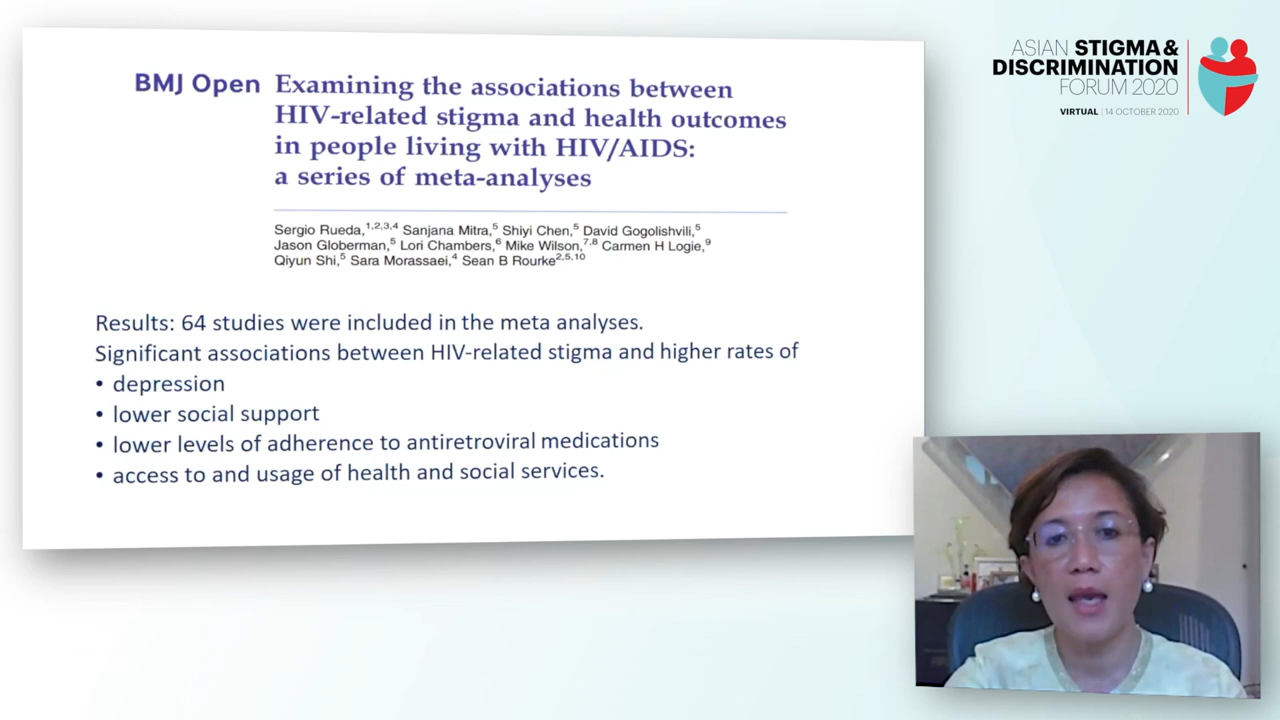 BMJ Open Examining the associations between
HIV-related stigma and health outcomes
in people living with HIV/AIDS:
a series of meta-analyses
Sergio Rueda,1,2,3,4 Sanjana Mitra,5 Shiyi Chen,5 David Gogolishvili,5
Jason Globerman,5 Lori Chambers,6 Mike Wilson,7,8 Carmen H Logie,9
Qiyun Shi,5 Sara Morassaei,4 Sean B Rourke2,5,10
Results: 64 studies were included in the meta analyses.
Significant associations between HIV-related stigma and higher rates of
• depression
• lower social support
• lower levels of adherence to antiretroviral medications
• access to and usage of health and social services.
ASIAN STIGMA &
DISCRIMINATION
FORUM 2020
VIRTUAL | 14 OCTOBER 2020